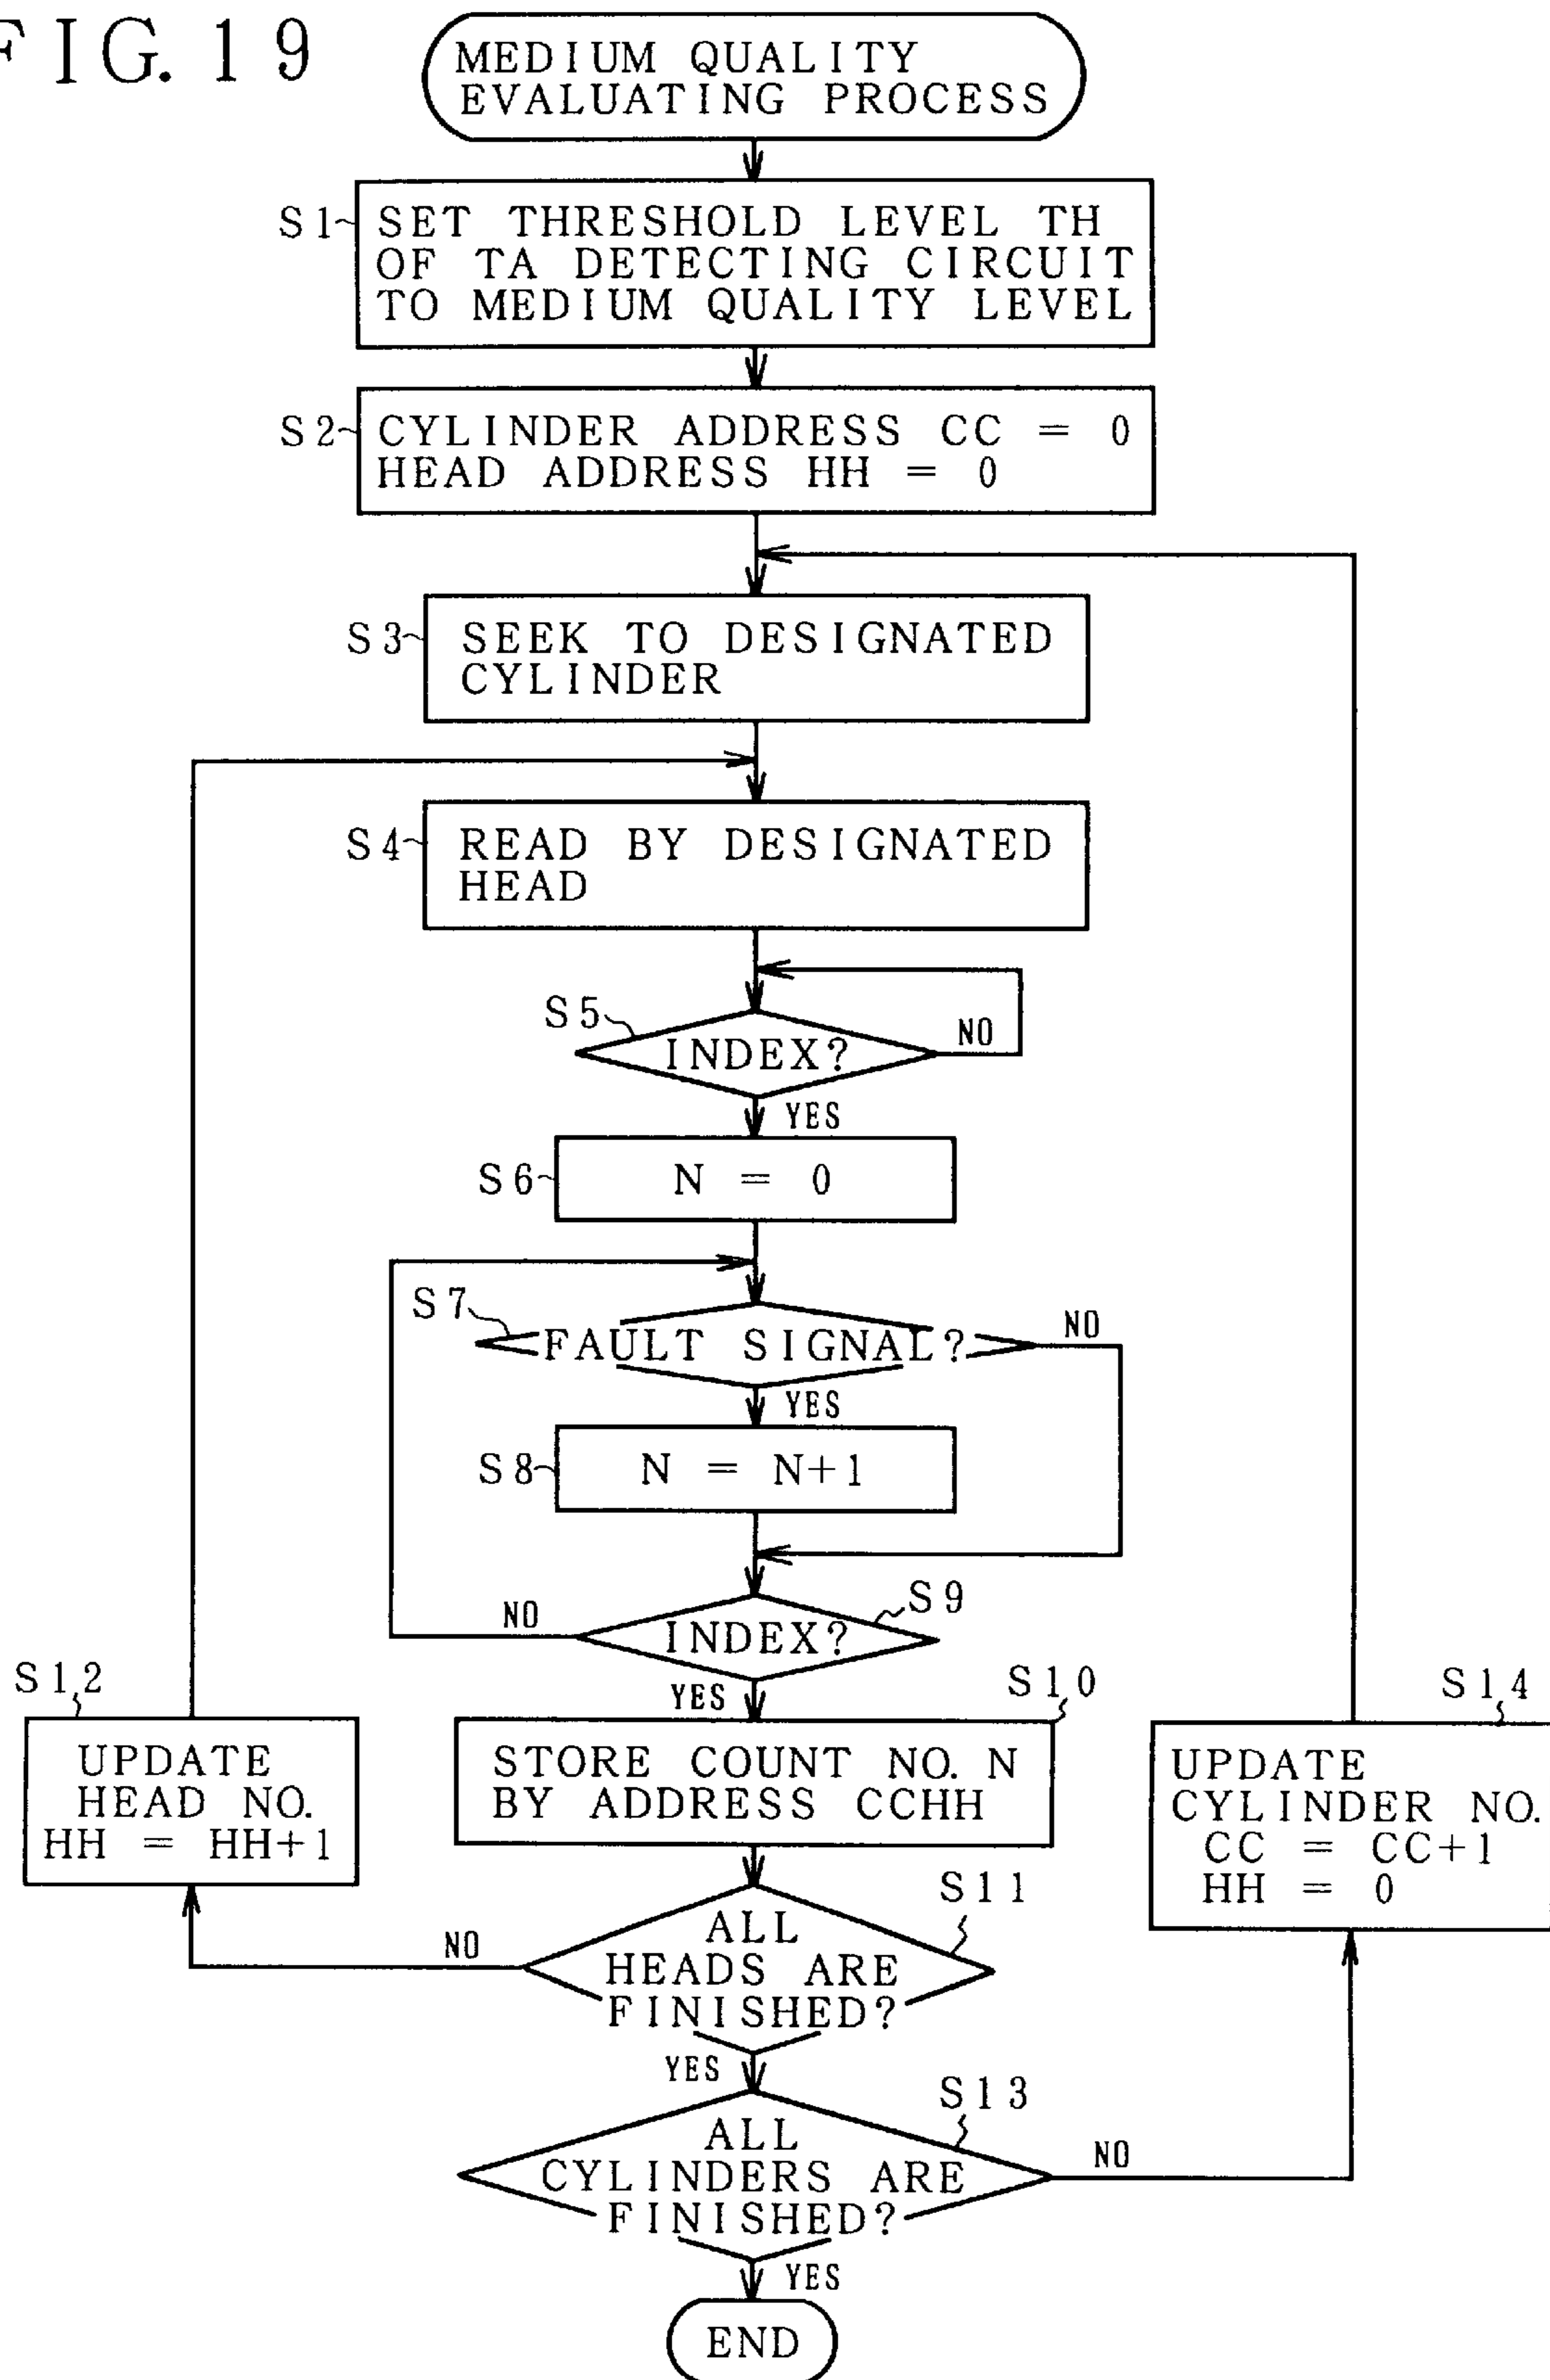 FIG. 19
MEDIUM QUALITY
EVALUATING PROCESS
S1
SET THRESHOLD LEVEL TH
OF TA DETECTING CIRCUIT
TO MEDIUM QUALITY LEVEL
S2
CYLINDER ADDRESS CC = 0
HEAD ADDRESS HH = 0
S3
SEEK TO DESIGNATED
CYLINDER
S4
READ BY DESIGNATED
HEAD
S5
INDEX?
NO
YES
S6
N = 0
S7
FAULT SIGNAL?
NO
YES
S8
N = N+1
S9
INDEX?
NO
YES
S10
STORE COUNT NO. N
BY ADDRESS CCHH
S12
UPDATE
HEAD NO.
HH = HH+1
S14
UPDATE
CYLINDER NO.
CC = CC+1
HH = 0
S11
ALL
HEADS ARE
FINISHED?
NO
YES
S13
ALL
CYLINDERS ARE
FINISHED?
NO
YES
END